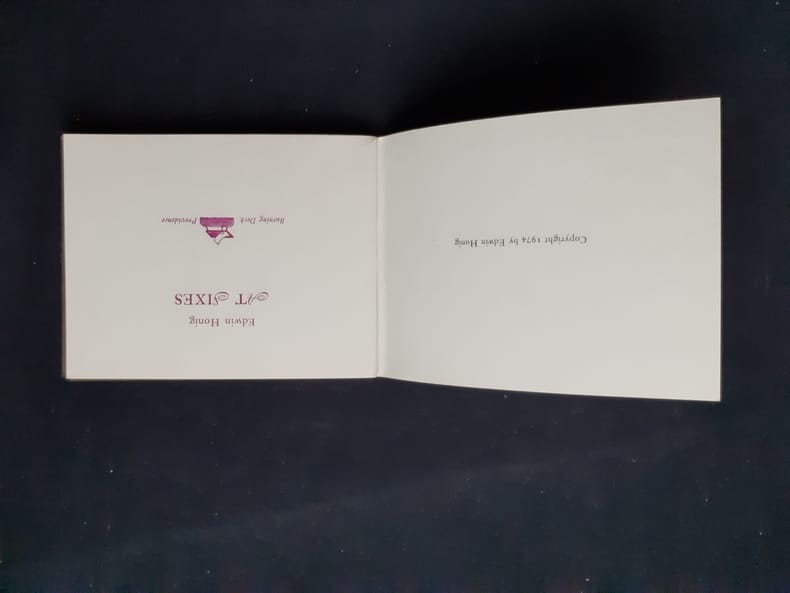 Copyright 1974 by Edwin Honig
Edwin Honig
AT SIXES
Burning Deck Providence